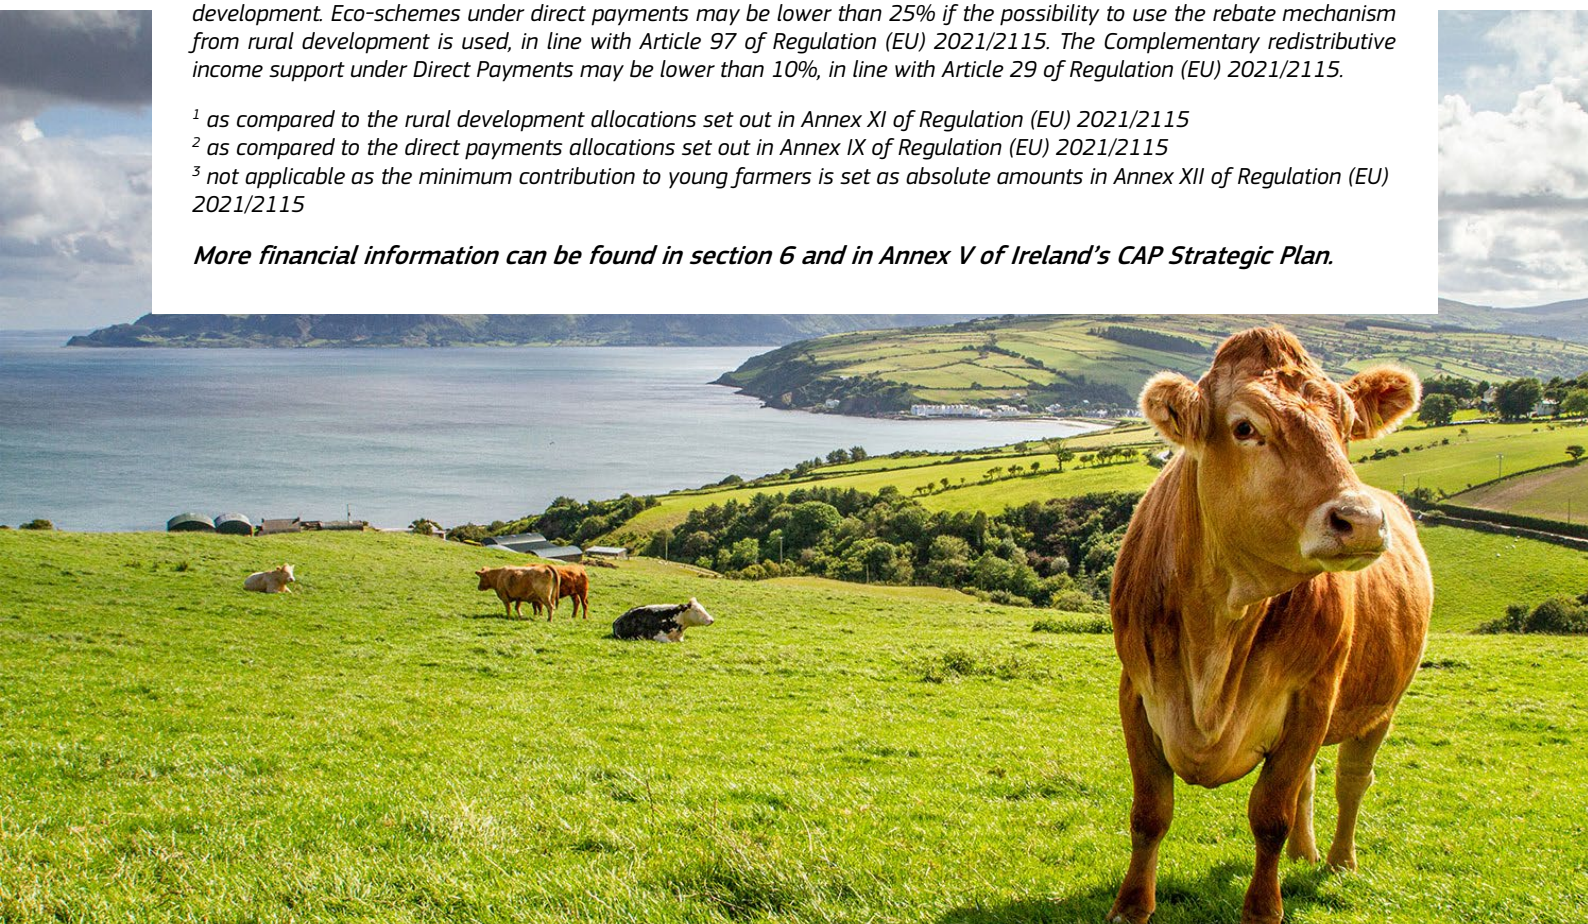 development. Eco-schemes under direct payments may be lower than 25% if the possibility to use the rebate mechanism
from rural development is used, in line with Article 97 of Regulation (EU) 2021/2115. The Complementary redistributive
income support under Direct Payments may be lower than 10%, in line with Article 29 of Regulation (EU) 2021/2115.
1 as compared to the rural development allocations set out in Annex XI of Regulation (EU) 2021/2115
2 as compared to the direct payments allocations set out in Annex IX of Regulation (EU) 2021/2115
3 not applicable as the minimum contribution to young farmers is set as absolute amounts in Annex XII of Regulation (EU)
2021/2115
More financial information can be found in section 6 and in Annex V of Ireland’s CAP Strategic Plan.